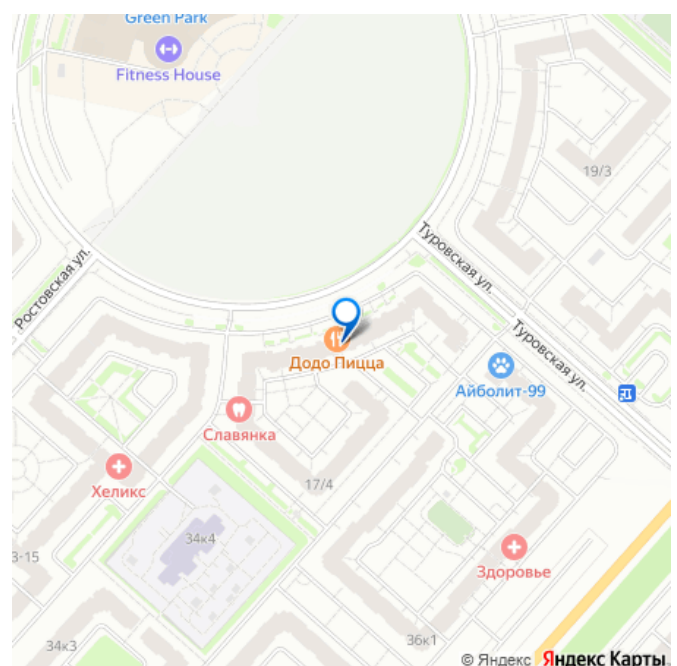 Green Park
Fitness House
19/3
Туровская ул.
Ростовская ул.
Туровская ул.
Додо Пицца
Айболит-99
Славянка
Хеликс
17/4
34к4
3-15
Здоровье
34к3
36к1
© Яндекс Яндекс Карты